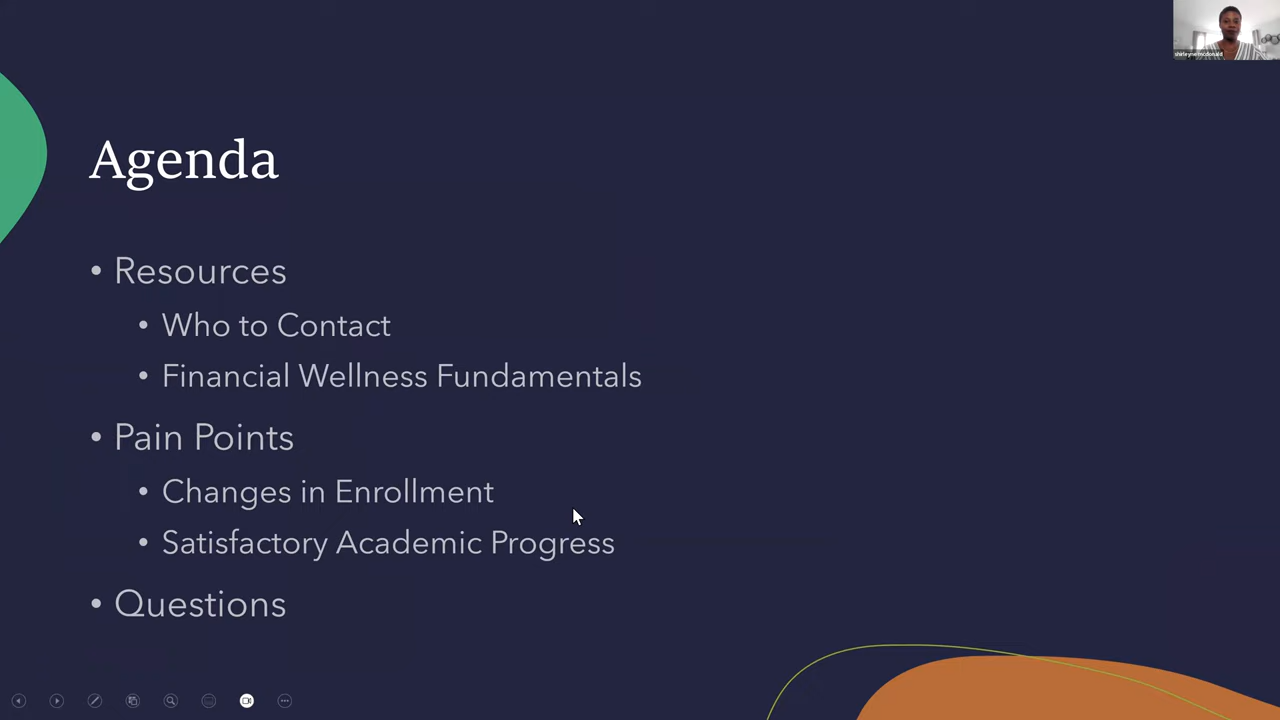 Agenda
• Resources
• Who to Contact
• Financial Wellness Fundamentals
• Pain Points
• Changes in Enrollment
• Satisfactory Academic Progress
• Questions